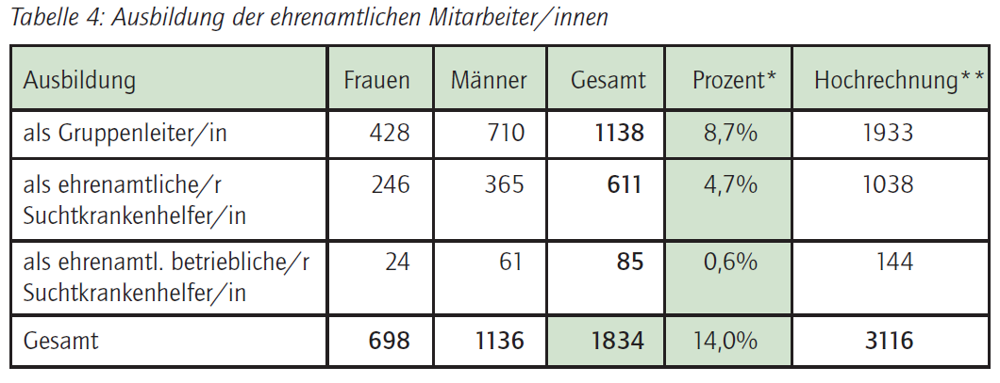 Tabelle 4: Ausbildung der ehrenamtlichen Mitarbeiter/innen
Ausbildung Frauen Männer Gesamt Prozent* Hochrechnung**
als Gruppenleiter/in 428 710 1138 8,7% 1933
als ehrenamtliche/r 246 365 611 4,7% 1038
Suchtkrankenhelfer/in
als ehrenamtl. betriebliche/r 24 61 85 0,6% 144
Suchtkrankenhelfer/in
Gesamt 698 1136 1834 14,0% 3116